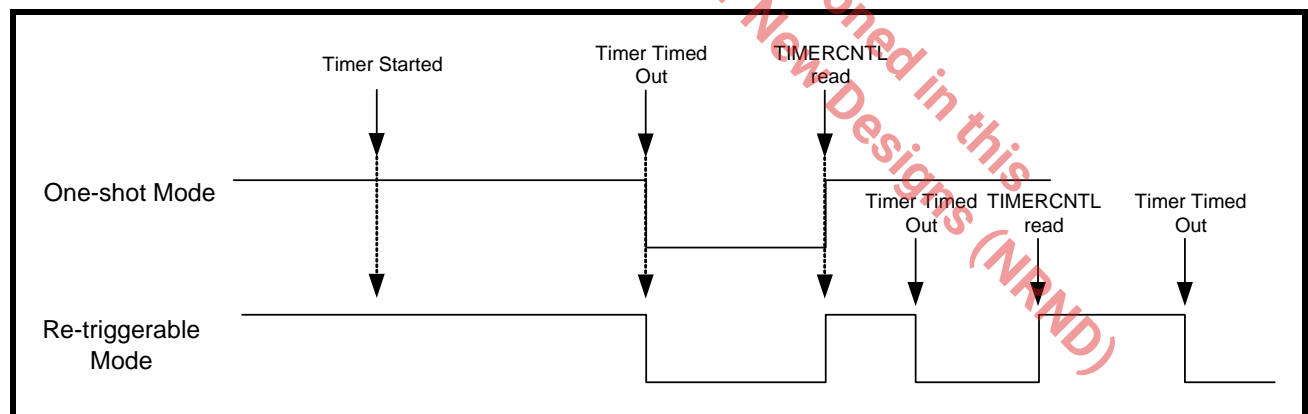 Timer Started
Timer Timed
Out
TIMERCNTL
read
One-shot Mode
Timer Timed
Out
TIMERCNTL
read
Timer Timed
Out
Re-triggerable
Mode
oned in this
New Designs (NRND)